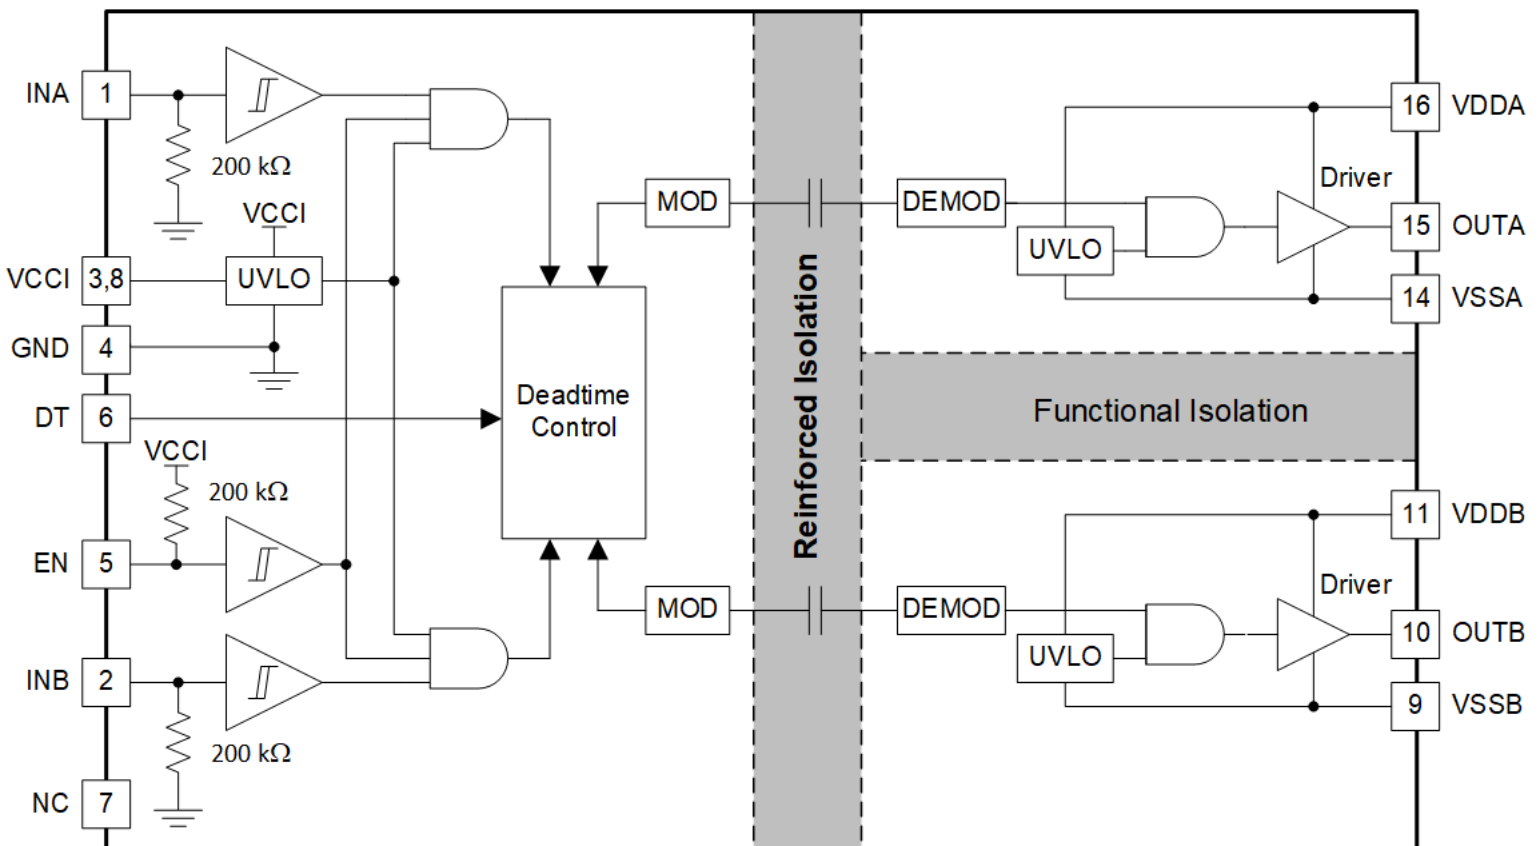 INA 1
200 kΩ
VCCI
VCCI 3,8 UVLO
GND 4
DT 6
VCCI
200 kΩ
EN 5
INB 2
200 kΩ
NC 7
Deadtime
Control
MOD
MOD
Reinforced Isolation
Functional Isolation
DEMOD
UVLO
Driver
16 VDDA
15 OUTA
14 VSSA
DEMOD
UVLO
Driver
11 VDDB
10 OUTB
9 VSSB